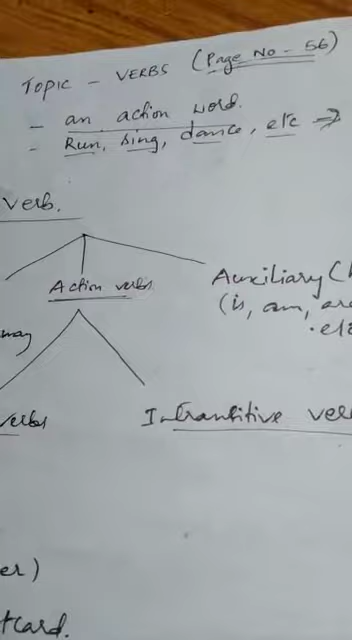 TOPIC - VERBS (Page No - 56)
- an action word.
- Run, sing, dance, etc ⇒
verb.
Action verbs
Auxiliary (
(is, am, are
.etc
verbs
Intransitive verb
er)
tcard.